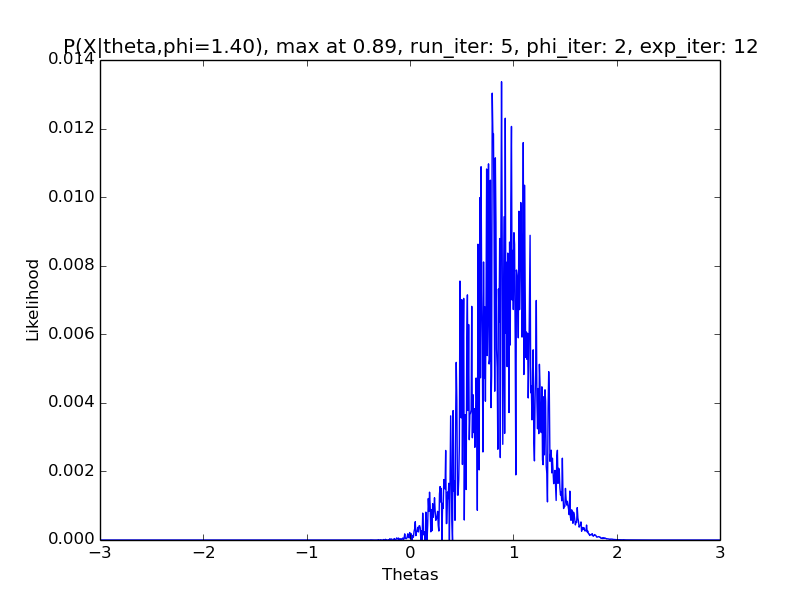 P(X|theta,phi=1.40), max at 0.89, run_iter: 5, phi_iter: 2, exp_iter: 12
0.014
0.012
0.010
0.008
0.006
0.004
0.002
0.000
Likelihood
−3 −2 −1 0 1 2 3
Thetas